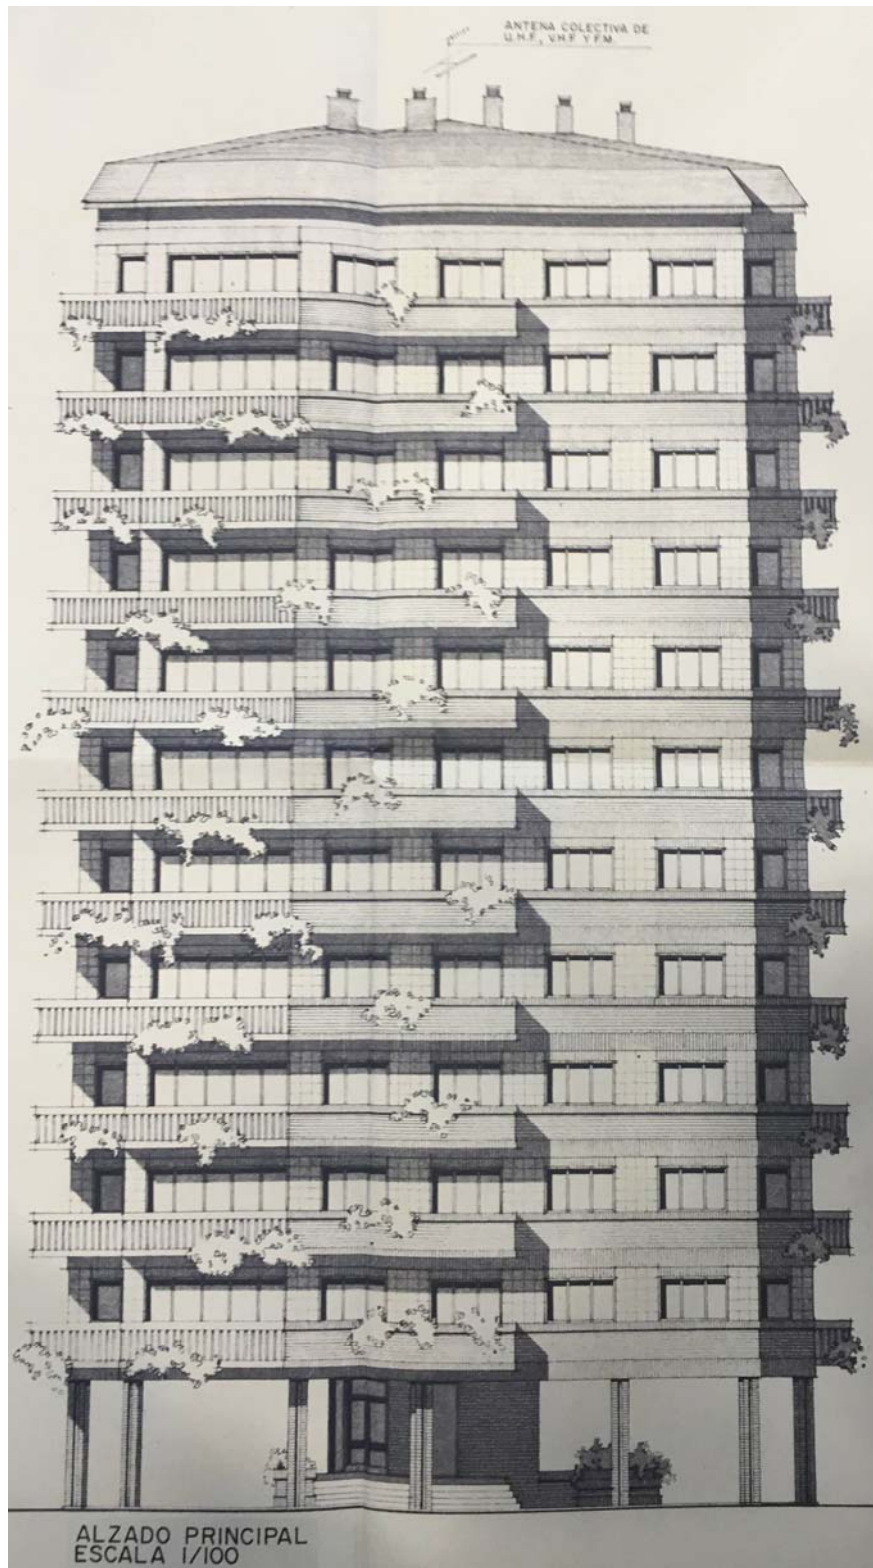 ANTENA COLECTIVA DE
U.H.F., V.H.F Y F.M.
ALZADO PRINCIPAL
ESCALA 1/100